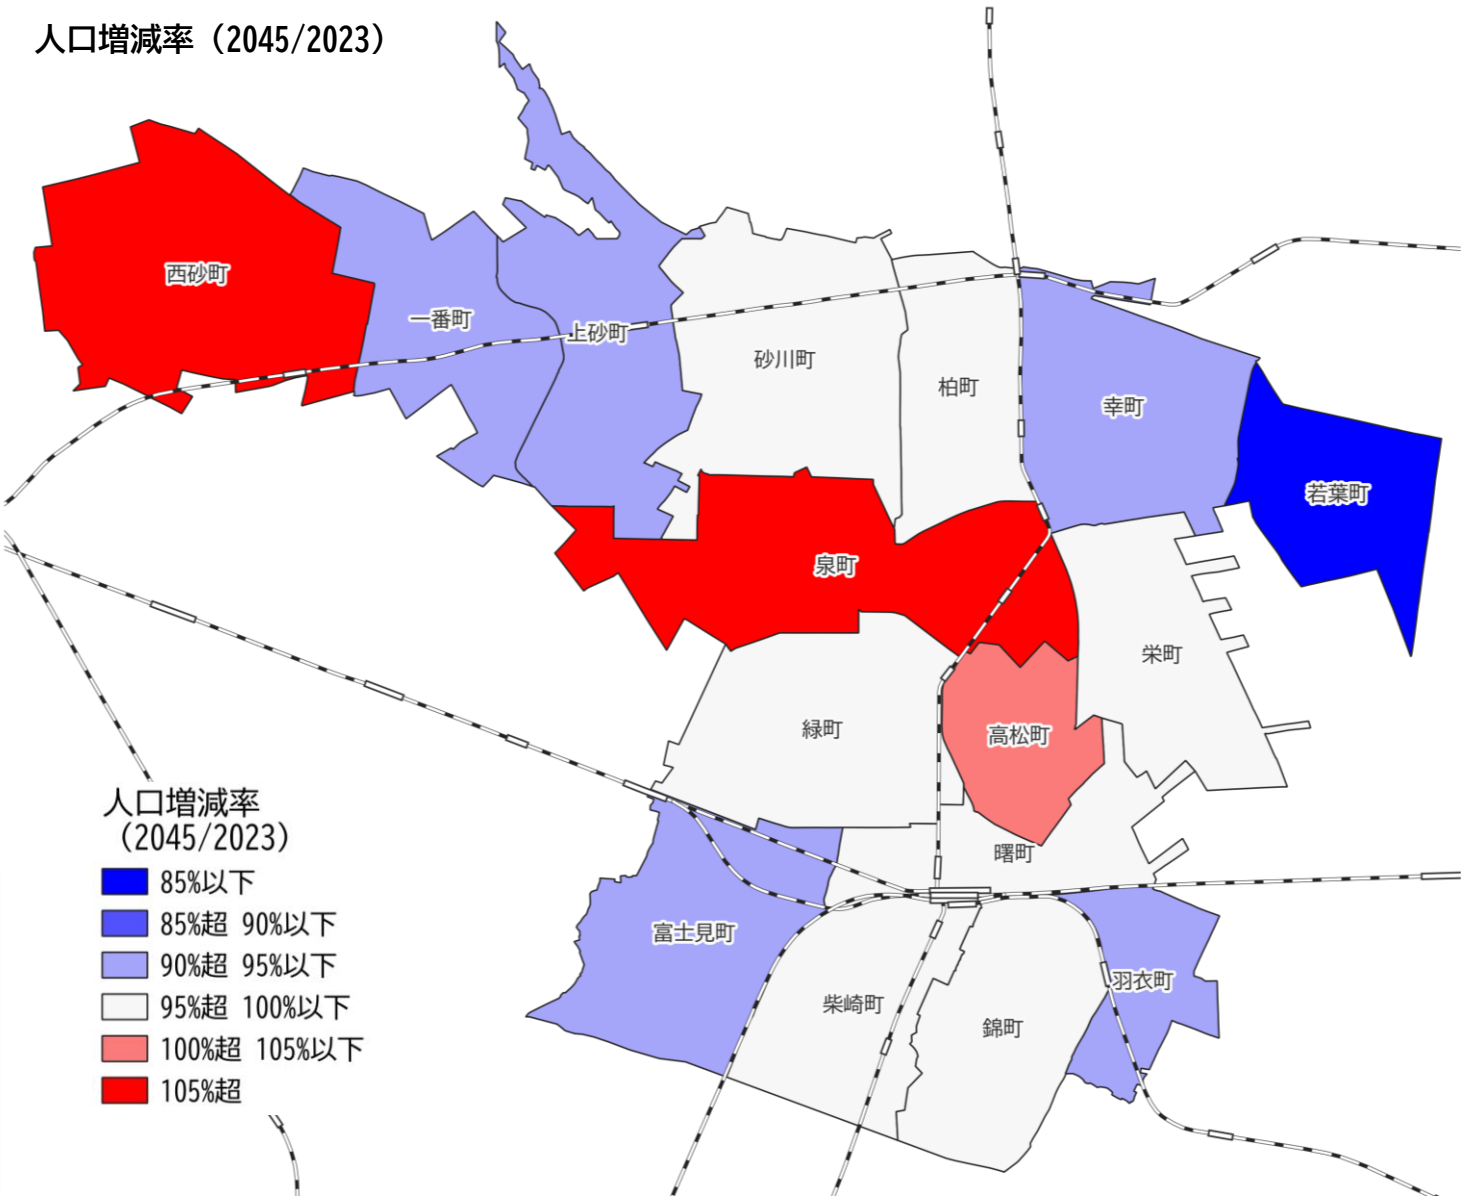 人口増減率（2045/2023）
西砂町
一番町
上砂町
砂川町
柏町
幸町
若葉町
泉町
栄町
緑町
高松町
曙町
富士見町
羽衣町
柴崎町
錦町
人口増減率
（2045/2023）
85%以下
85%超 90%以下
90%超 95%以下
95%超 100%以下
100%超 105%以下
105%超